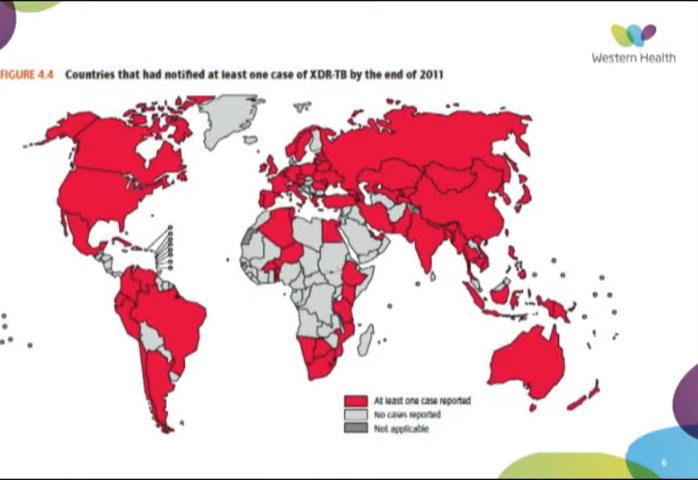 Western Health
FIGURE 4.4 Countries that had notified at least one case of XDR-TB by the end of 2011
At least one case reported
No cases reported
Not applicable
6